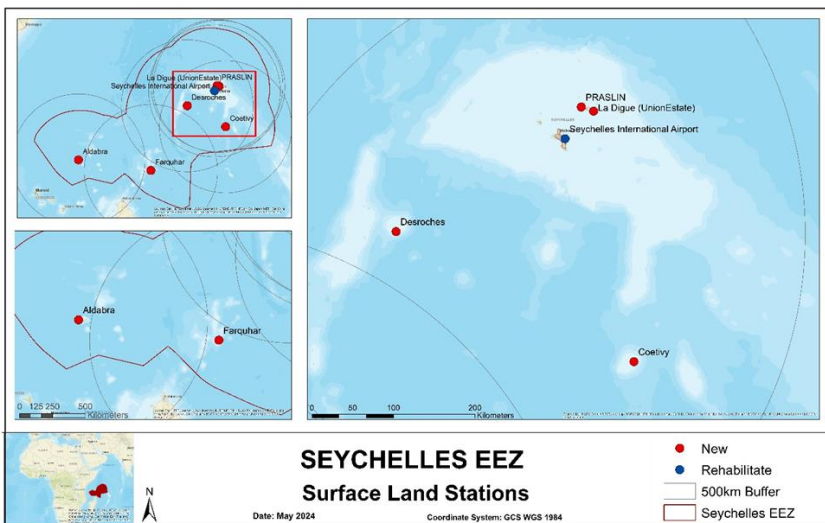 La Digue (UnionEstate) PRASLIN
Seychelles International Airport
Desroches
Coetivy
Aldabra
Farquhar
Aldabra
Farquhar
0 125 250 500
Kilometers
PRASLIN
La Digue (UnionEstate)
Seychelles International Airport
Desroches
Coetivy
0 50 100 200
Kilometers
SEYCHELLES EEZ
Surface Land Stations
Date: May 2024 Coordinate System: GCS WGS 1984
N
New
Rehabilitate
500km Buffer
Seychelles EEZ